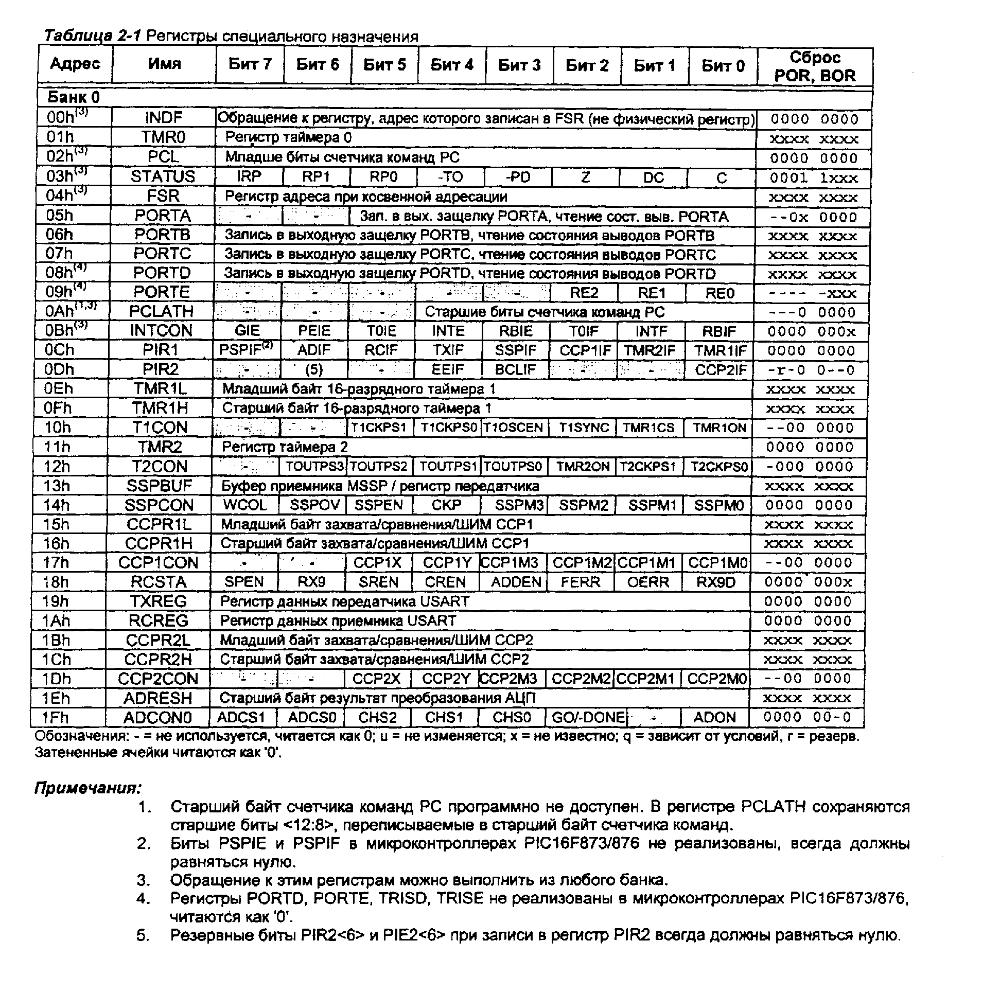 Таблица 2-1 Регистры специального назначения
Адрес Имя Бит 7 Бит 6 Бит 5 Бит 4 Бит 3 Бит 2 Бит 1 Бит 0 Сброс POR, BOR
Банк 0
00h(3) INDF Обращение к регистру, адрес которого записан в FSR (не физический регистр) 0000 0000
01h TMR0 Регистр таймера 0 xxxx xxxx
02h(3) PCL Младше биты счетчика команд PC 0000 0000
03h(3) STATUS IRP RP1 RP0 -TO -PD Z DC C 0001 1xxx
04h(3) FSR Регистр адреса при косвенной адресации xxxx xxxx
05h PORTA - - Зап. в вых. защелку PORTA, чтение сост. выв. PORTA --0x 0000
06h PORTB Запись в выходную защелку PORTB, чтение состояния выводов PORTB xxxx xxxx
07h PORTC Запись в выходную защелку PORTC, чтение состояния выводов PORTC xxxx xxxx
08h(4) PORTD Запись в выходную защелку PORTD, чтение состояния выводов PORTD xxxx xxxx
09h(4) PORTE - - - - - RE2 RE1 RE0 ---- -xxx
0Ah(1,3) PCLATH - - - Старшие биты счетчика команд PC ---0 0000
0Bh(3) INTCON GIE PEIE T0IE INTE RBIE T0IF INTF RBIF 0000 000x
0Ch PIR1 PSPIF(2) ADIF RCIF TXIF SSPIF CCP1IF TMR2IF TMR1IF 0000 0000
0Dh PIR2 - (5) - EEIF BCLIF - - CCP2IF -r-0 0--0
0Eh TMR1L Младший байт 16-разрядного таймера 1 xxxx xxxx
0Fh TMR1H Старший байт 16-разрядного таймера 1 xxxx xxxx
10h T1CON - - T1CKPS1 T1CKPS0 T1OSCEN T1SYNC TMR1CS TMR1ON --00 0000
11h TMR2 Регистр таймера 2 0000 0000
12h T2CON - TOUTPS3 TOUTPS2 TOUTPS1 TOUTPS0 TMR2ON T2CKPS1 T2CKPS0 -000 0000
13h SSPBUF Буфер приемника MSSP / регистр передатчика xxxx xxxx
14h SSPCON WCOL SSPOV SSPEN CKP SSPM3 SSPM2 SSPM1 SSPM0 0000 0000
15h CCPR1L Младший байт захвата/сравнения/ШИМ CCP1 xxxx xxxx
16h CCPR1H Старший байт захвата/сравнения/ШИМ CCP1 xxxx xxxx
17h CCP1CON - - CCP1X CCP1Y CCP1M3 CCP1M2 CCP1M1 CCP1M0 --00 0000
18h RCSTA SPEN RX9 SREN CREN ADDEN FERR OERR RX9D 0000 000x
19h TXREG Регистр данных передатчика USART 0000 0000
1Ah RCREG Регистр данных приемника USART 0000 0000
1Bh CCPR2L Младший байт захвата/сравнения/ШИМ CCP2 xxxx xxxx
1Ch CCPR2H Старший байт захвата/сравнения/ШИМ CCP2 xxxx xxxx
1Dh CCP2CON - - CCP2X CCP2Y CCP2M3 CCP2M2 CCP2M1 CCP2M0 --00 0000
1Eh ADRESH Старший байт результат преобразования АЦП xxxx xxxx
1Fh ADCON0 ADCS1 ADCS0 CHS2 CHS1 CHS0 GO/-DONE - ADON 0000 00-0
Обозначения: - = не используется, читается как 0; u = не изменяется; x = не известно; q = зависит от условий, r = резерв.
Затененные ячейки читаются как '0'.
Примечания:
1. Старший байт счетчика команд PC программно не доступен. В регистре PCLATH сохраняются
старшие биты <12:8>, переписываемые в старший байт счетчика команд.
2. Биты PSPIE и PSPIF в микроконтроллерах PIC16F873/876 не реализованы, всегда должны
равняться нулю.
3. Обращение к этим регистрам можно выполнить из любого банка.
4. Регистры PORTD, PORTE, TRISD, TRISE не реализованы в микроконтроллерах PIC16F873/876,
читаются как '0'.
5. Резервные биты PIR2<6> и PIE2<6> при записи в регистр PIR2 всегда должны равняться нулю.